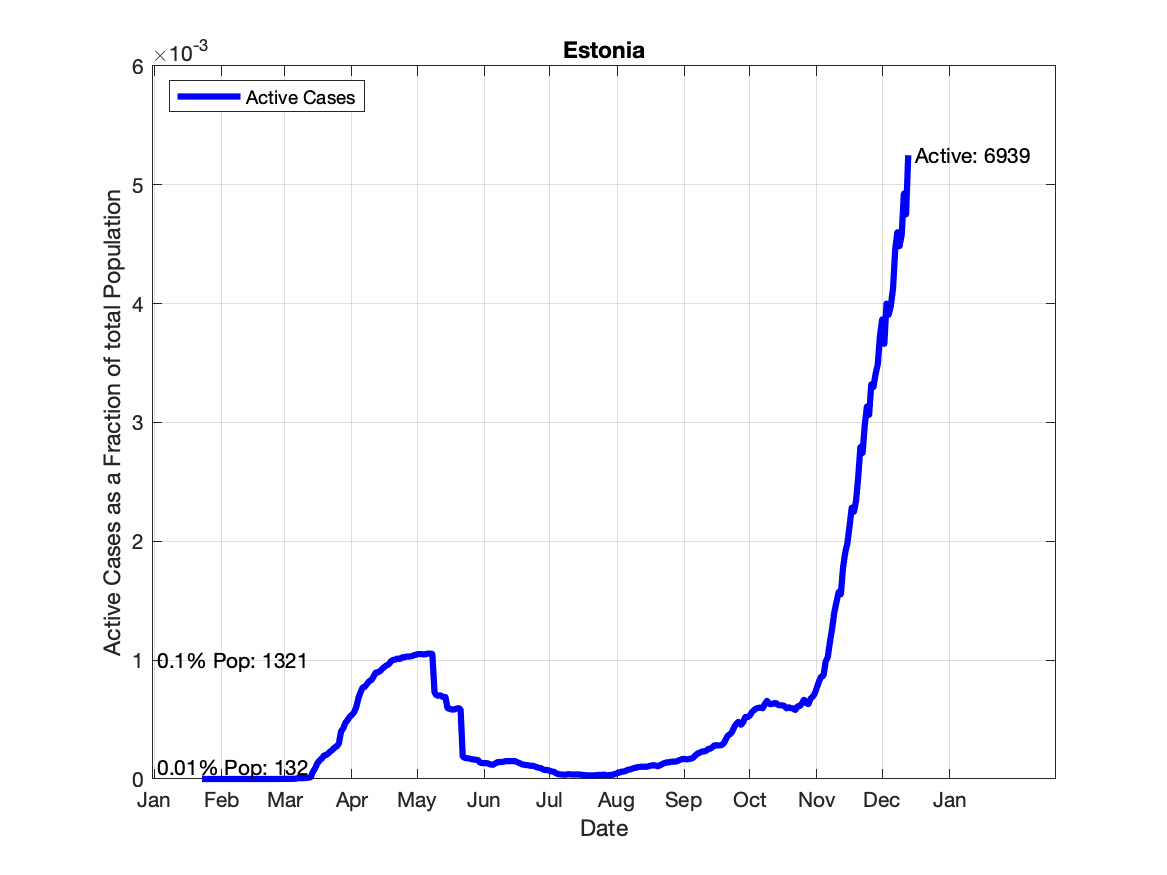 Estonia
×10-3
Active Cases
Active: 6939
6
5
4
3
2
1
0
0.1% Pop: 1321
0.01% Pop: 132
Active Cases as a Fraction of total Population
Jan Feb Mar Apr May Jun Jul Aug Sep Oct Nov Dec Jan
Date